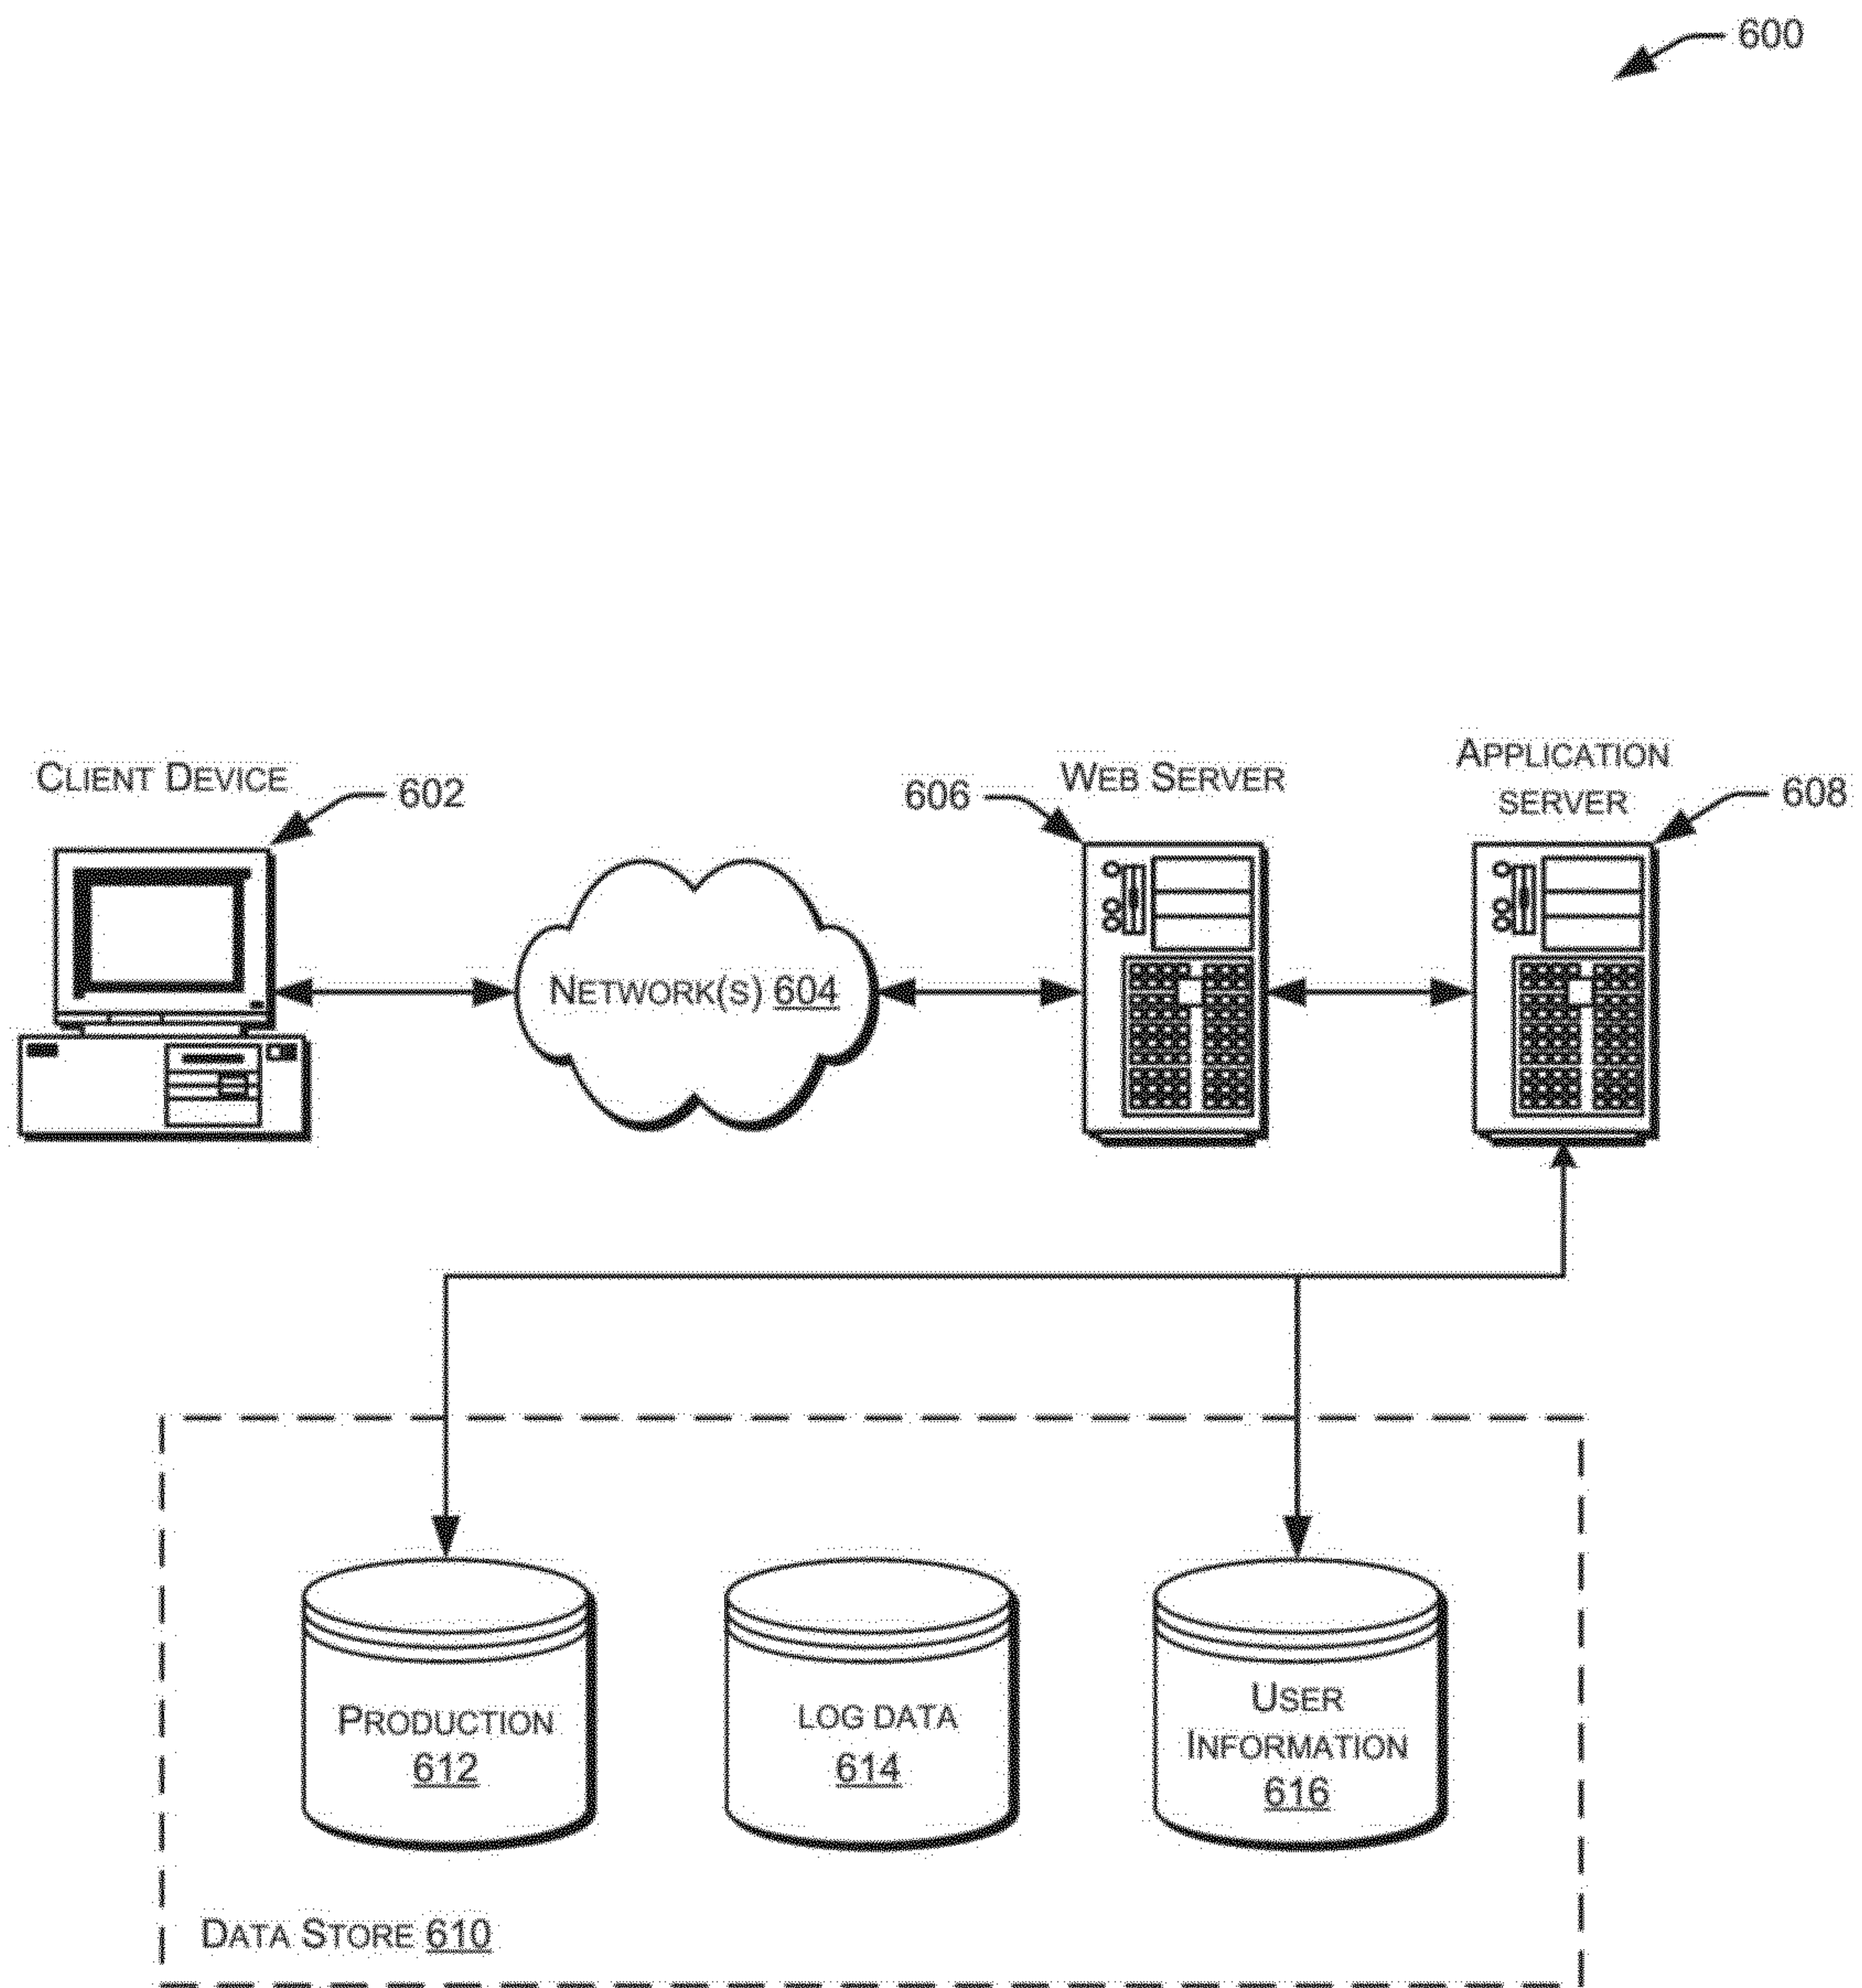 600
CLIENT DEVICE
602
606
WEB SERVER
APPLICATION
SERVER
608
NETWORK(S) 604
PRODUCTION
612
LOG DATA
614
USER
INFORMATION
616
DATA STORE 610